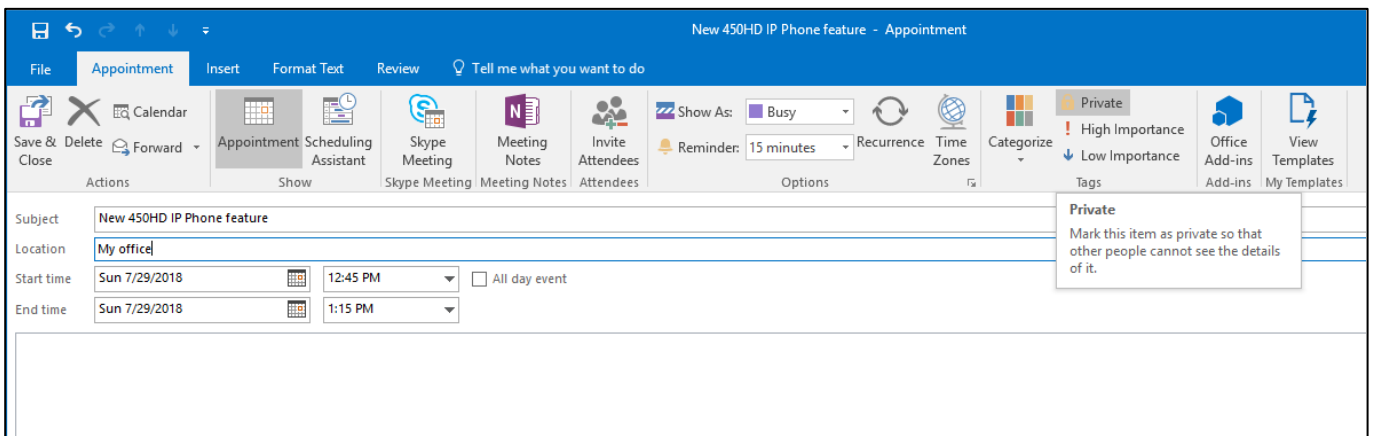 New 450HD IP Phone feature - Appointment
File Appointment Insert Format Text Review Tell me what you want to do
Save & Close
Delete
Calendar
Forward
Actions
Appointment
Scheduling Assistant
Show
Skype Meeting
Skype Meeting
Meeting Notes
Meeting Notes
Invite Attendees
Attendees
Show As: Busy
Reminder: 15 minutes
Recurrence
Time Zones
Options
Categorize
Private
High Importance
Low Importance
Tags
Office Add-ins
Add-ins
View Templates
My Templates
Subject New 450HD IP Phone feature
Location My office
Start time Sun 7/29/2018 12:45 PM All day event
End time Sun 7/29/2018 1:15 PM
Private
Mark this item as private so that
other people cannot see the details
of it.